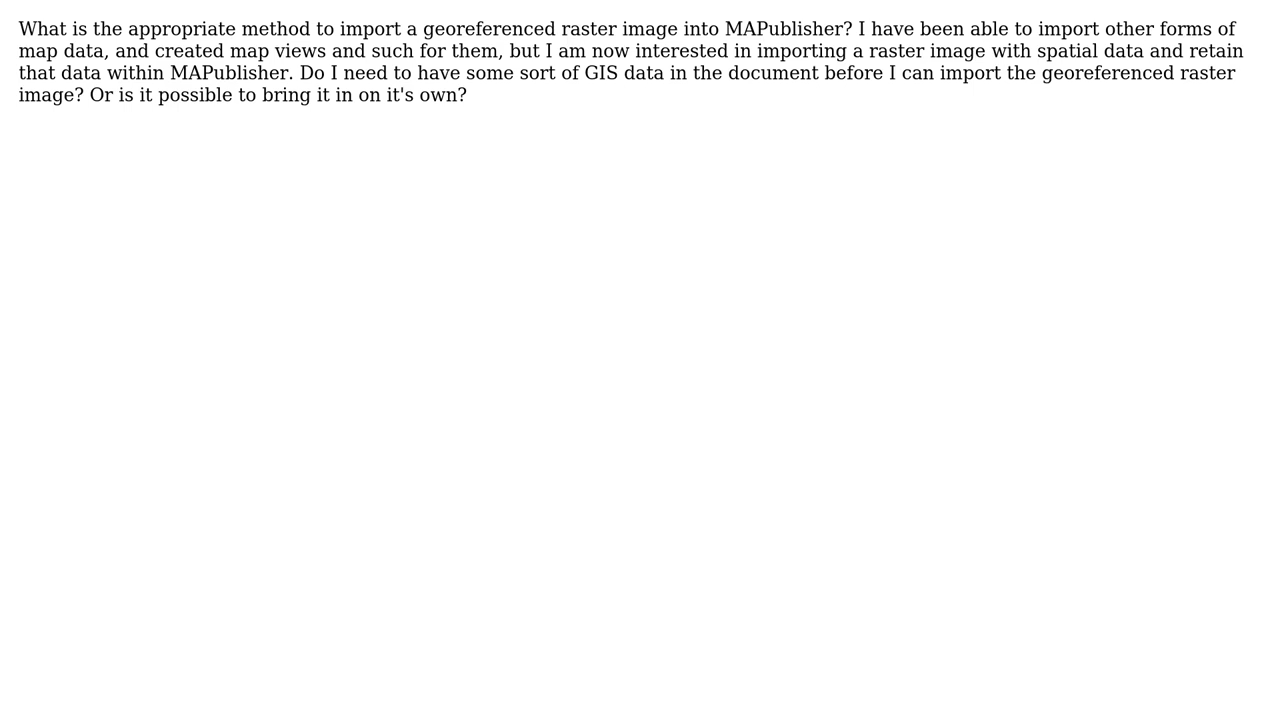 What is the appropriate method to import a georeferenced raster image into MAPublisher? I have been able to import other forms of
map data, and created map views and such for them, but I am now interested in importing a raster image with spatial data and retain
that data within MAPublisher. Do I need to have some sort of GIS data in the document before I can import the georeferenced raster
image? Or is it possible to bring it in on it's own?